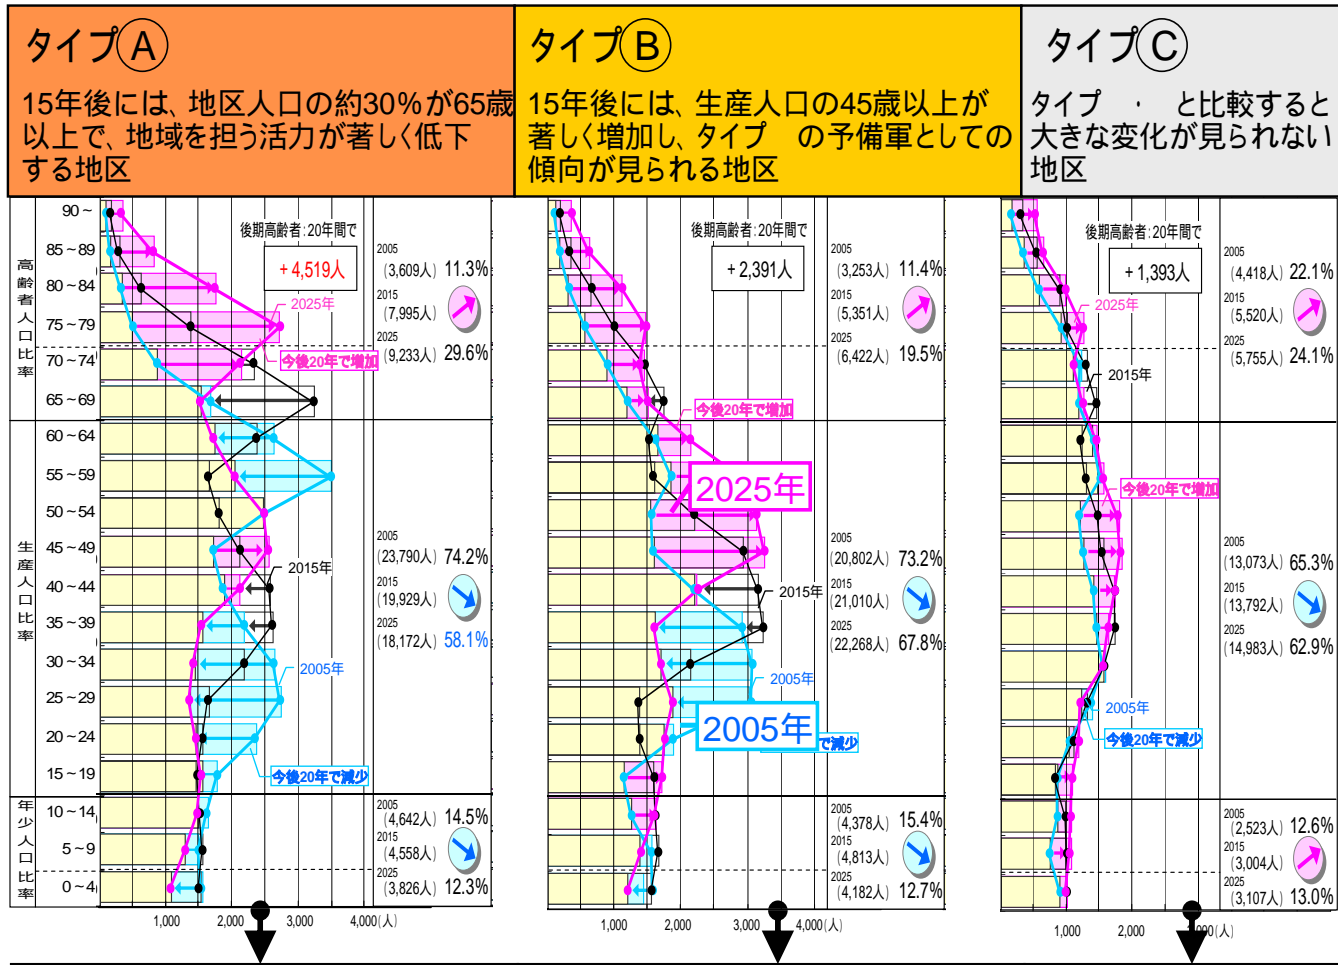 タイプⒶ
15年後には、地区人口の約30%が65歳
以上で、地域を担う活力が著しく低下
する地区
タイプⒷ
15年後には、生産人口の45歳以上が
著しく増加し、タイプ の予備軍としての
傾向が見られる地区
タイプⒸ
タイプ ・ と比較すると
大きな変化が見られない
地区
高齢者人口比率
生産人口比率
年少人口比率
90~
85~89
80~84
75~79
70~74
65~69
60~64
55~59
50~54
45~49
40~44
35~39
30~34
25~29
20~24
15~19
10~14
5~9
0~4
後期高齢者:20年間で
+4,519人
2025年
今後20年で増加
2015年
2005年
今後20年で減少
2005
(3,609人) 11.3%
2015
(7,995人)
2025
(9,233人) 29.6%
2005
(23,790人) 74.2%
2015
(19,929人)
2025
(18,172人) 58.1%
2005
(4,642人) 14.5%
2015
(4,558人)
2025
(3,826人) 12.3%
1,000 2,000 3,000 4,000(人)
後期高齢者:20年間で
+2,391人
今後20年で増加
2025年
2015年
2005年
2005年
で減少
2005
(3,253人) 11.4%
2015
(5,351人)
2025
(6,422人) 19.5%
2005
(20,802人) 73.2%
2015
(21,010人)
2025
(22,268人) 67.8%
2005
(4,378人) 15.4%
2015
(4,813人)
2025
(4,182人) 12.7%
1,000 2,000 3,000 4,000(人)
後期高齢者:20年間で
+1,393人
2025年
2015年
今後20年で増加
2005年
今後20年で減少
2005
(4,418人) 22.1%
2015
(5,520人)
2025
(5,755人) 24.1%
2005
(13,073人) 65.3%
2015
(13,792人)
2025
(14,983人) 62.9%
2005
(2,523人) 12.6%
2015
(3,004人)
2025
(3,107人) 13.0%
1,000 2,000 3,000(人)